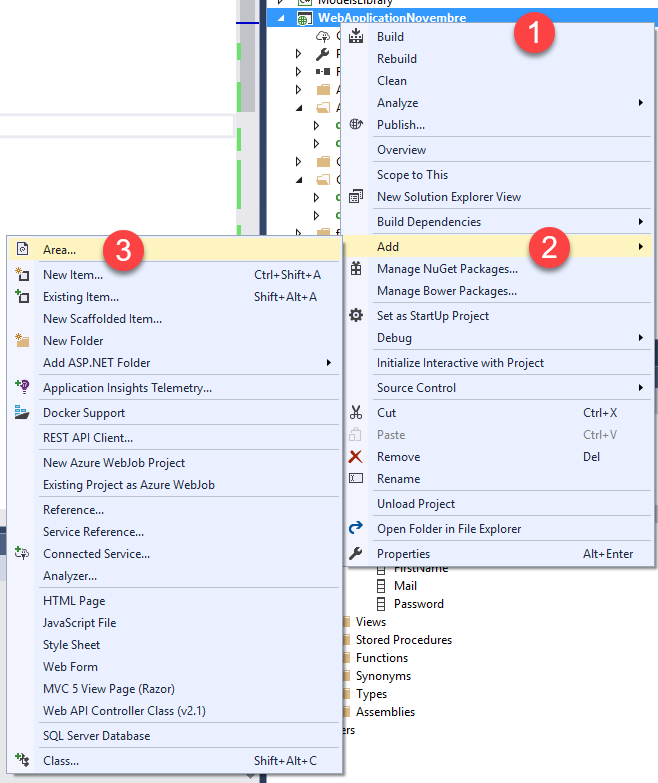 ModelsLibrary
WebApplicationNovembre
1
Build
Rebuild
Clean
Analyze
Publish...
Overview
Scope to This
New Solution Explorer View
Build Dependencies
Add
2
Manage NuGet Packages...
Manage Bower Packages...
Set as StartUp Project
Debug
Initialize Interactive with Project
Source Control
Cut Ctrl+X
Paste Ctrl+V
Remove Del
Rename
Unload Project
Open Folder in File Explorer
Properties Alt+Enter
Area...
3
New Item... Ctrl+Shift+A
Existing Item... Shift+Alt+A
New Scaffolded Item...
New Folder
Add ASP.NET Folder
Application Insights Telemetry...
Docker Support
REST API Client...
New Azure WebJob Project
Existing Project as Azure WebJob
Reference...
Service Reference...
Connected Service...
Analyzer...
HTML Page
JavaScript File
Style Sheet
Web Form
MVC 5 View Page (Razor)
Web API Controller Class (v2.1)
SQL Server Database
Class... Shift+Alt+C
FirstName
Mail
Password
Views
Stored Procedures
Functions
Synonyms
Types
Assemblies
ers